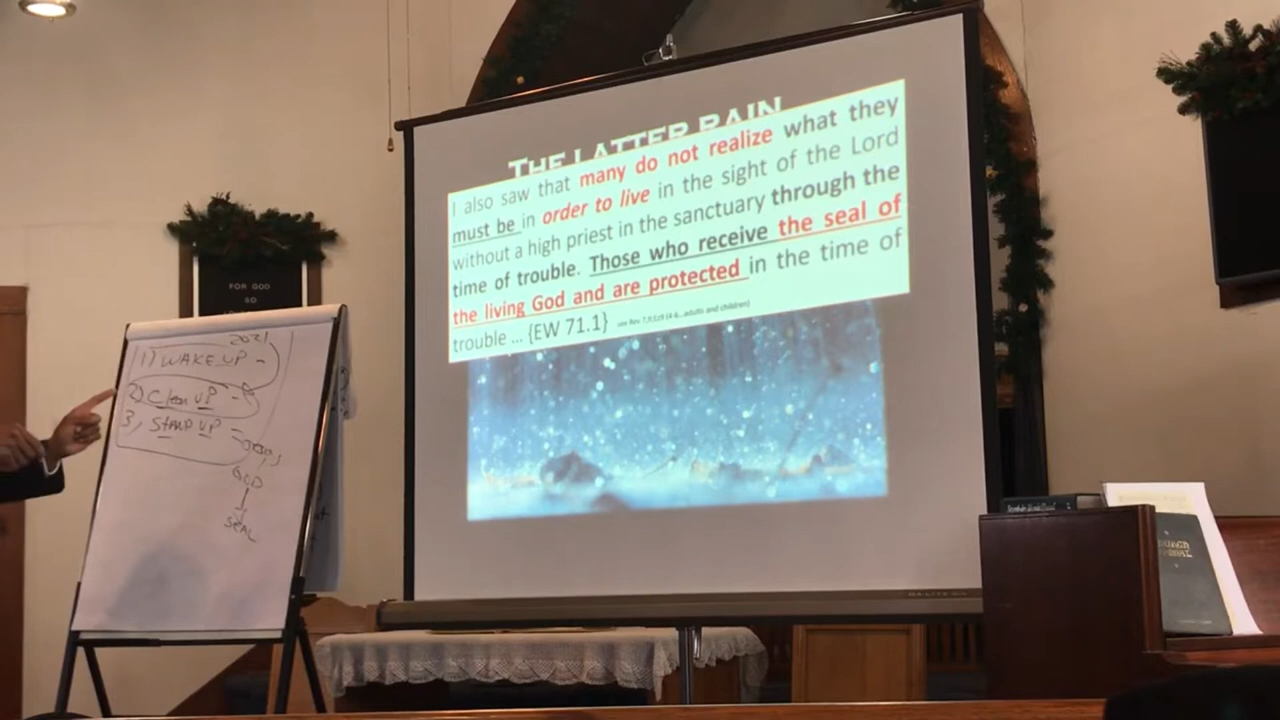 THE LATTER RAIN
I also saw that many do not realize what they
must be in order to live in the sight of the Lord
without a high priest in the sanctuary through the
time of trouble. Those who receive the seal of
the living God and are protected in the time of
trouble ... {EW 71.1}
FOR GOD
SO
2021
1) WAKE UP -
2) Clean UP -
3, STAND UP -
GOD
SEAL
DA-LITE